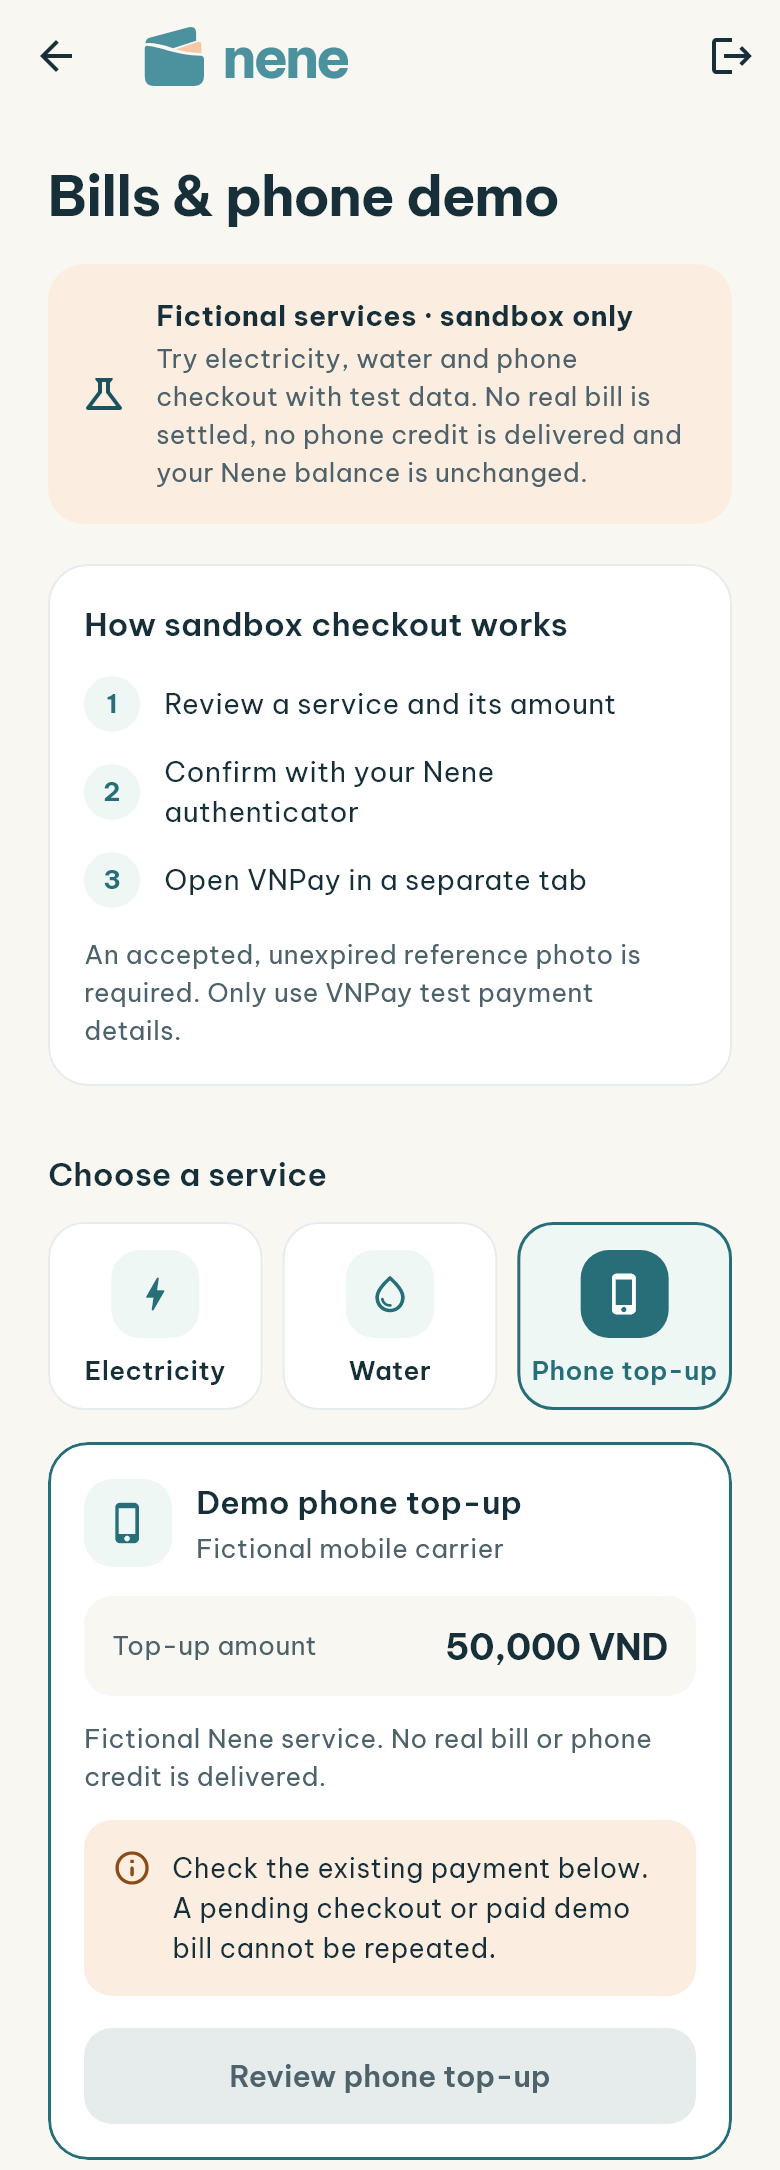 nene
Bills & phone demo
Fictional services · sandbox only
Try electricity, water and phone
checkout with test data. No real bill is
settled, no phone credit is delivered and
your Nene balance is unchanged.
How sandbox checkout works
1 Review a service and its amount
2 Confirm with your Nene
authenticator
3 Open VNPay in a separate tab
An accepted, unexpired reference photo is
required. Only use VNPay test payment
details.
Choose a service
Electricity Water Phone top-up
Demo phone top-up
Fictional mobile carrier
Top-up amount 50,000 VND
Fictional Nene service. No real bill or phone
credit is delivered.
Check the existing payment below.
A pending checkout or paid demo
bill cannot be repeated.
Review phone top-up